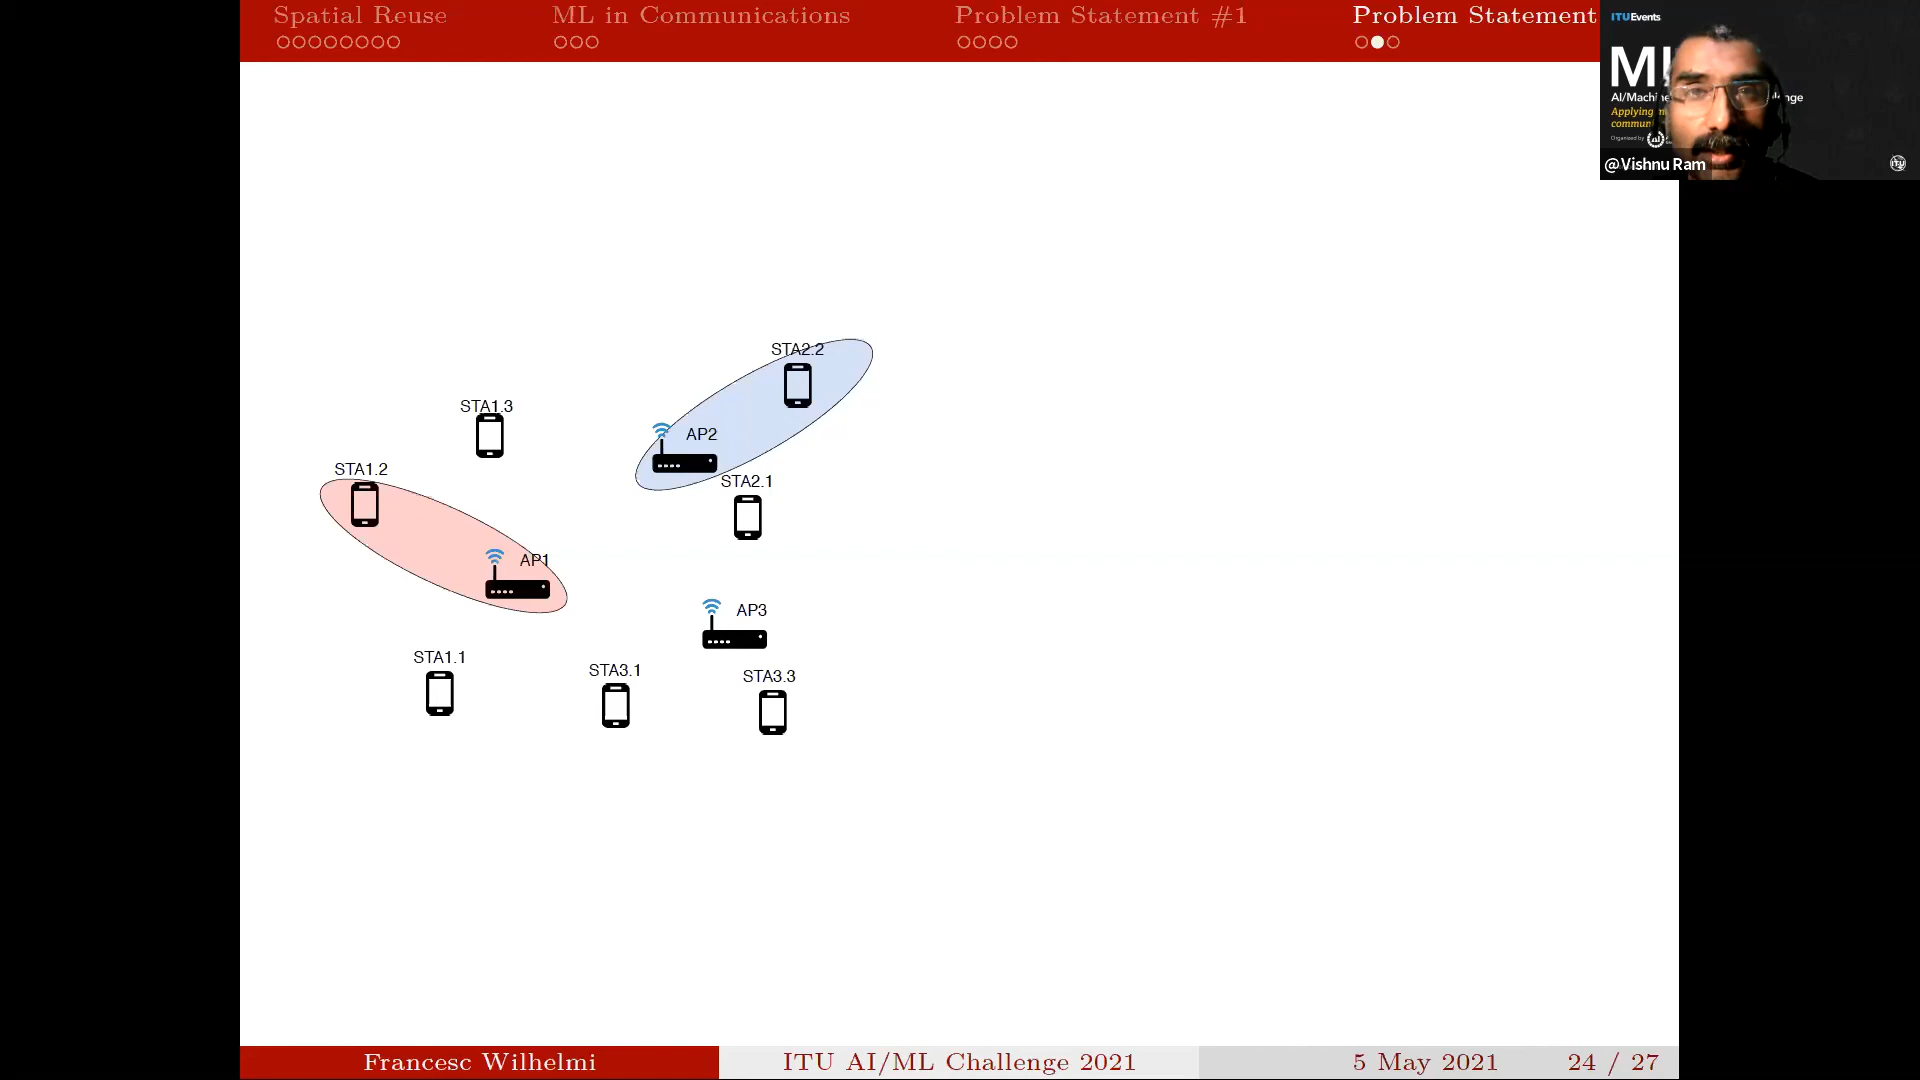 Spatial Reuse
ML in Communications
Problem Statement #1
Problem Statement
ITUEvents
AI/Machine
Applying
commun
@Vishnu Ram
STA2.2
STA1.3
AP2
STA1.2
STA2.1
AP1
AP3
STA1.1
STA3.1
STA3.3
Francesc Wilhelmi
ITU AI/ML Challenge 2021
5 May 2021
24 / 27